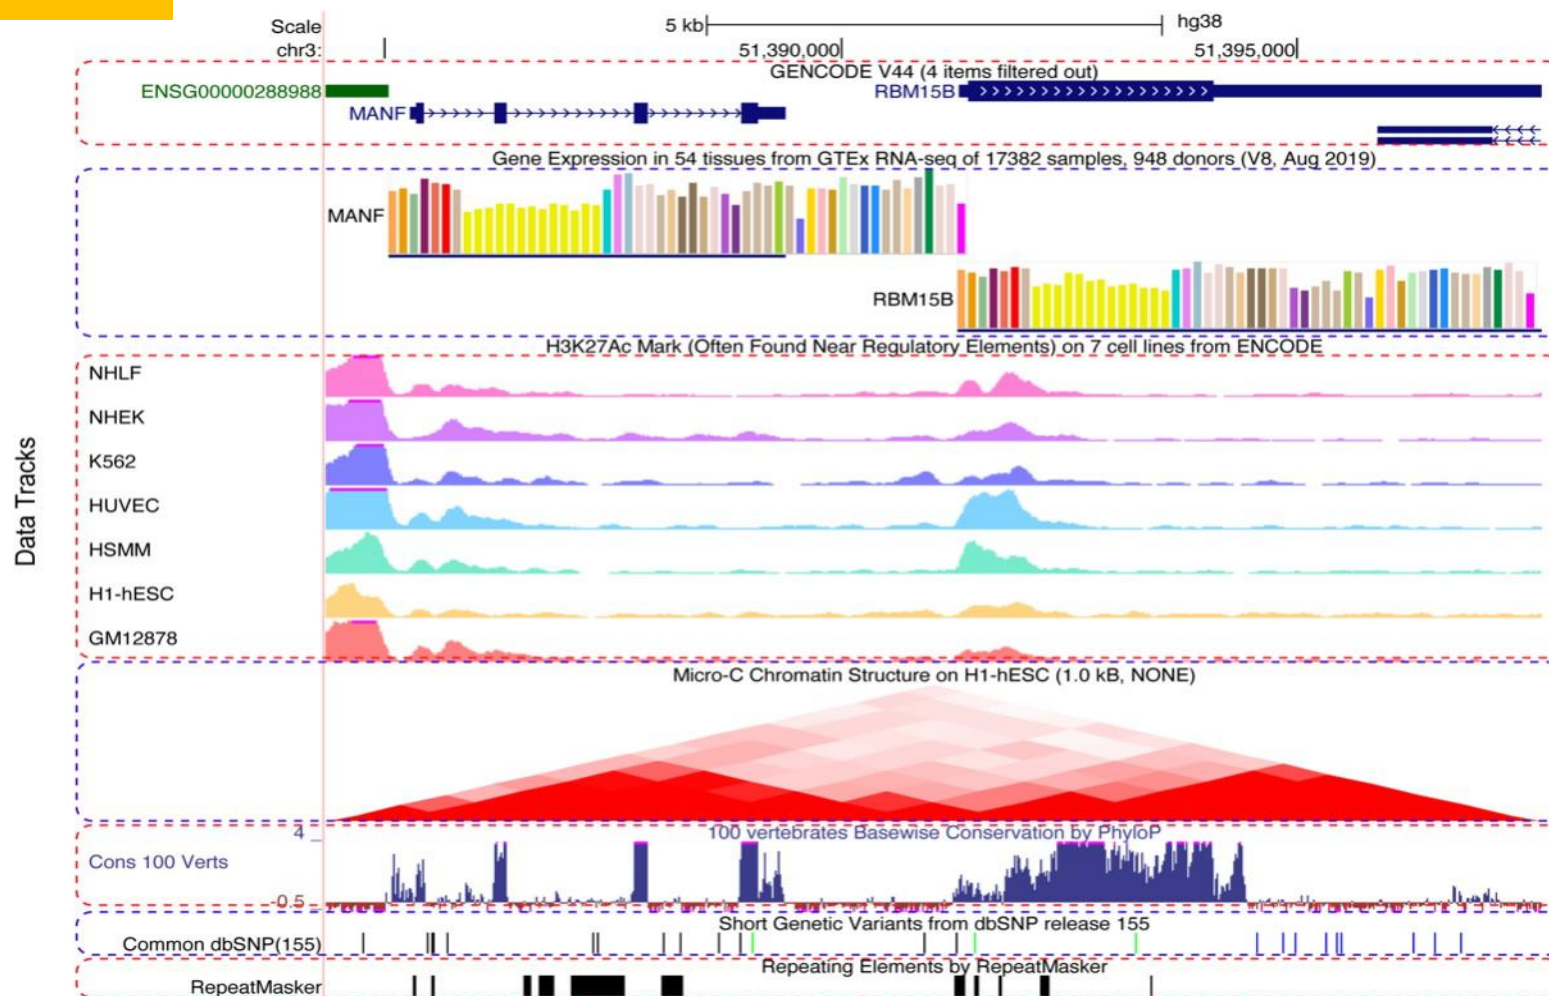 Scale 5 kb hg38
chr3: 51,390,000 51,395,000
GENCODE V44 (4 items filtered out)
ENSG00000288988 RBM15B
MANF
Gene Expression in 54 tissues from GTEx RNA-seq of 17382 samples, 948 donors (V8, Aug 2019)
MANF
RBM15B
H3K27Ac Mark (Often Found Near Regulatory Elements) on 7 cell lines from ENCODE
NHLF
NHEK
K562
HUVEC
HSMM
H1-hESC
GM12878
Data Tracks
Micro-C Chromatin Structure on H1-hESC (1.0 kB, NONE)
4 100 vertebrates Basewise Conservation by PhyloP
Cons 100 Verts
-0.5
Short Genetic Variants from dbSNP release 155
Common dbSNP(155)
Repeating Elements by RepeatMasker
RepeatMasker